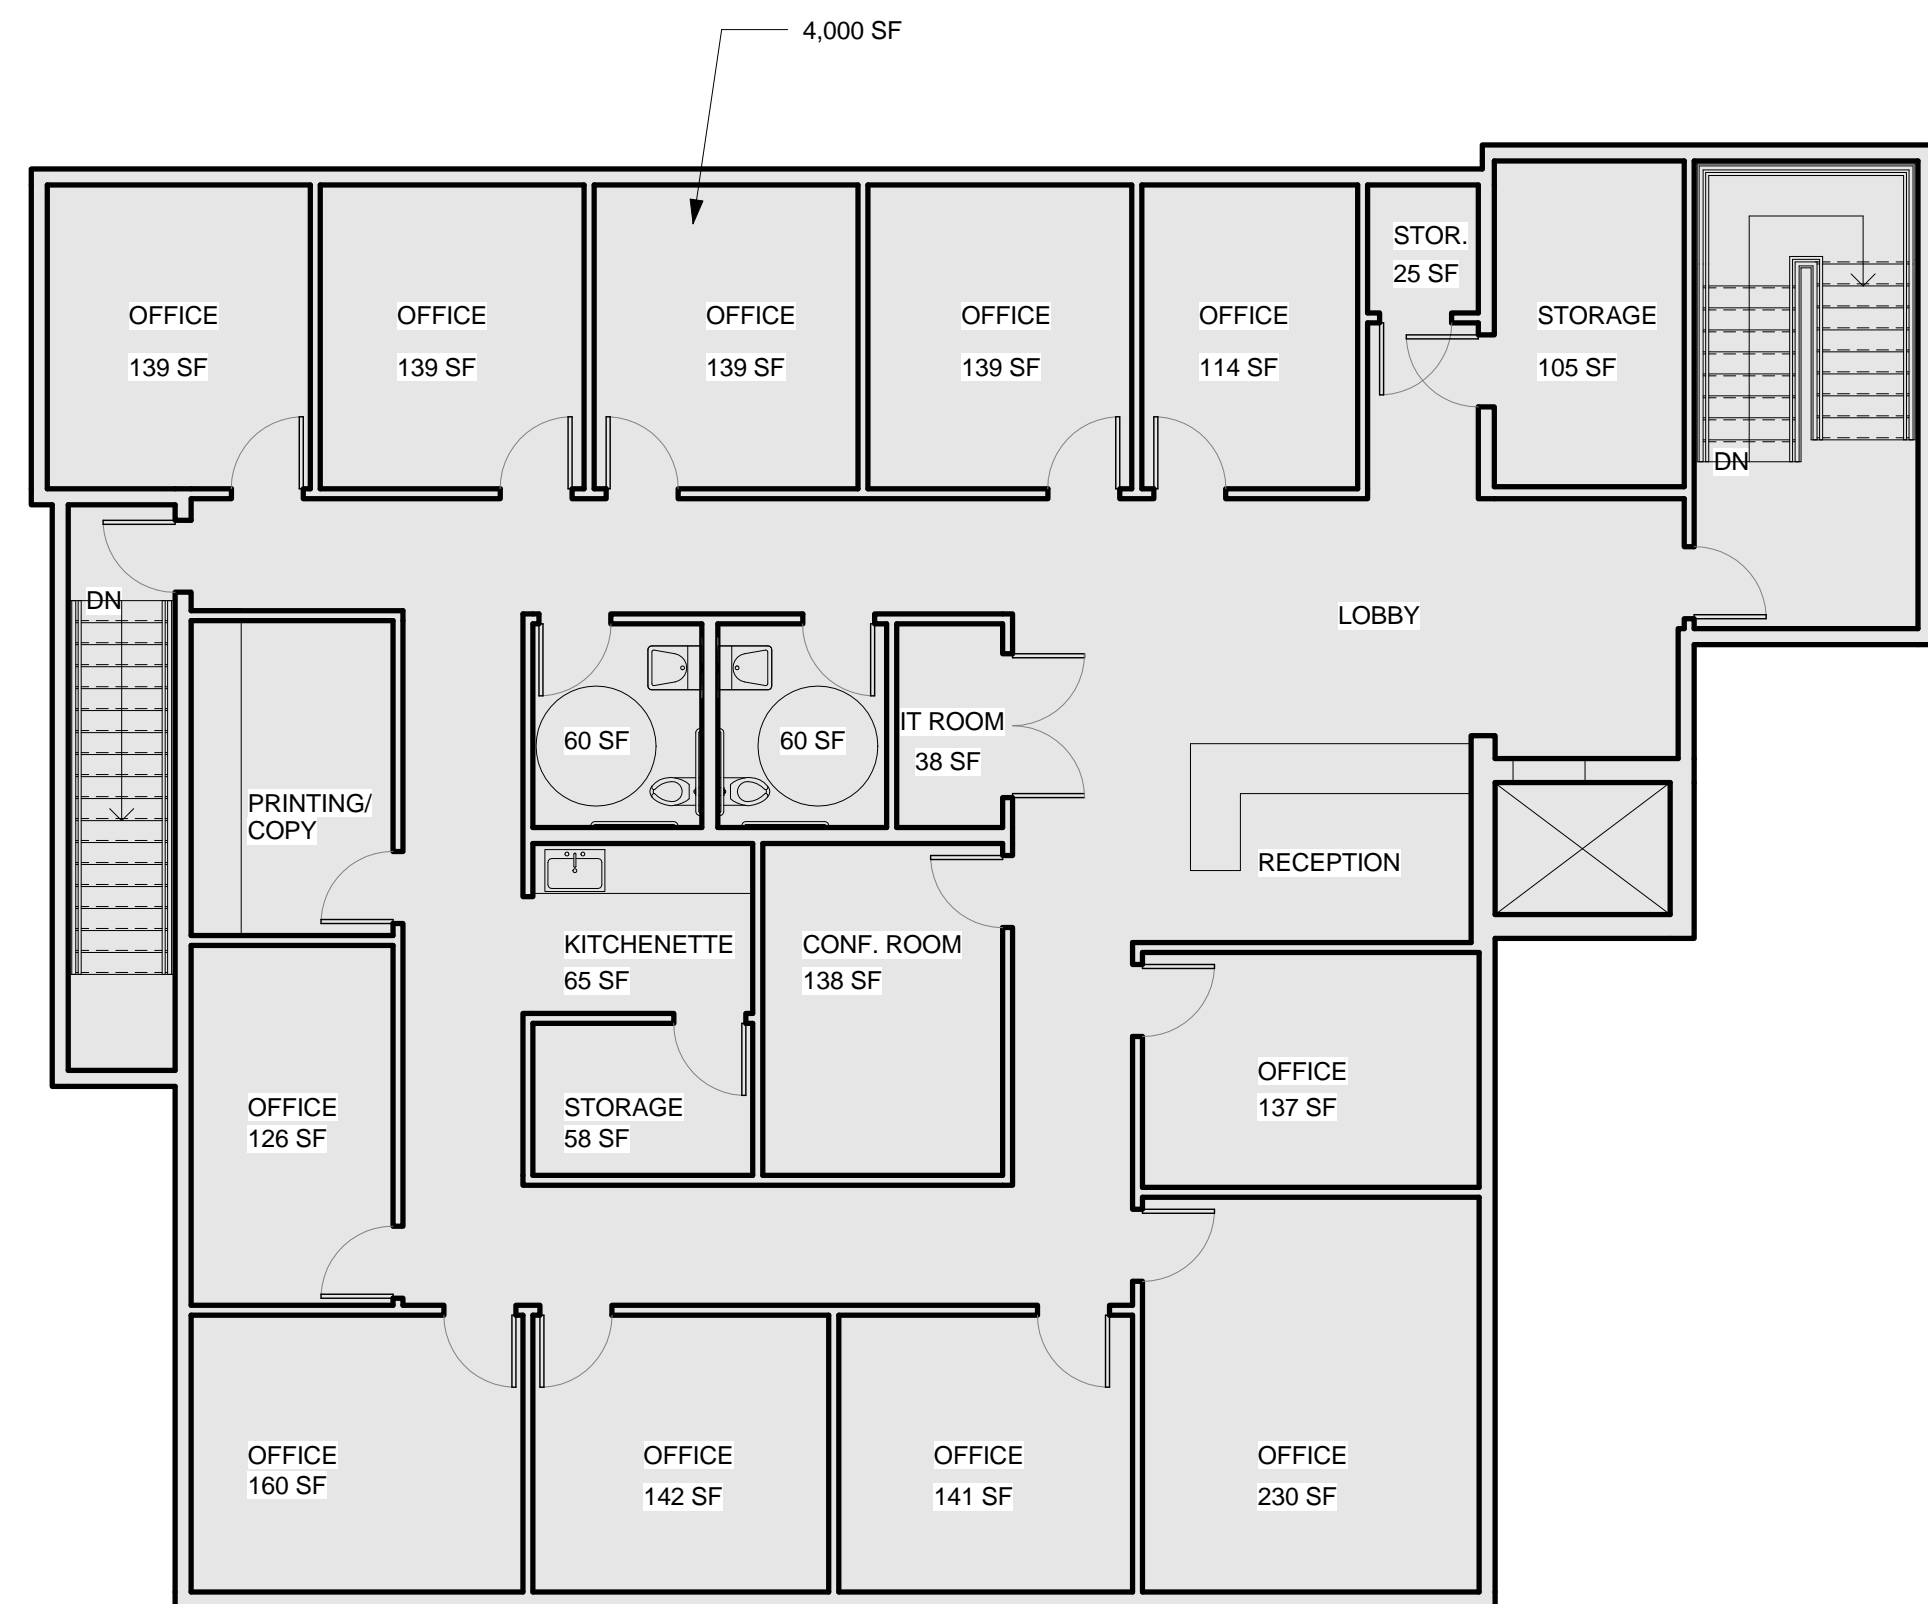 4,000 SF
OFFICE
139 SF
OFFICE
139 SF
OFFICE
139 SF
OFFICE
139 SF
OFFICE
114 SF
STOR.
25 SF
STORAGE
105 SF
DN
DN
LOBBY
60 SF
60 SF
IT ROOM
38 SF
PRINTING/
COPY
RECEPTION
KITCHENETTE
65 SF
CONF. ROOM
138 SF
OFFICE
126 SF
STORAGE
58 SF
OFFICE
137 SF
OFFICE
160 SF
OFFICE
142 SF
OFFICE
141 SF
OFFICE
230 SF